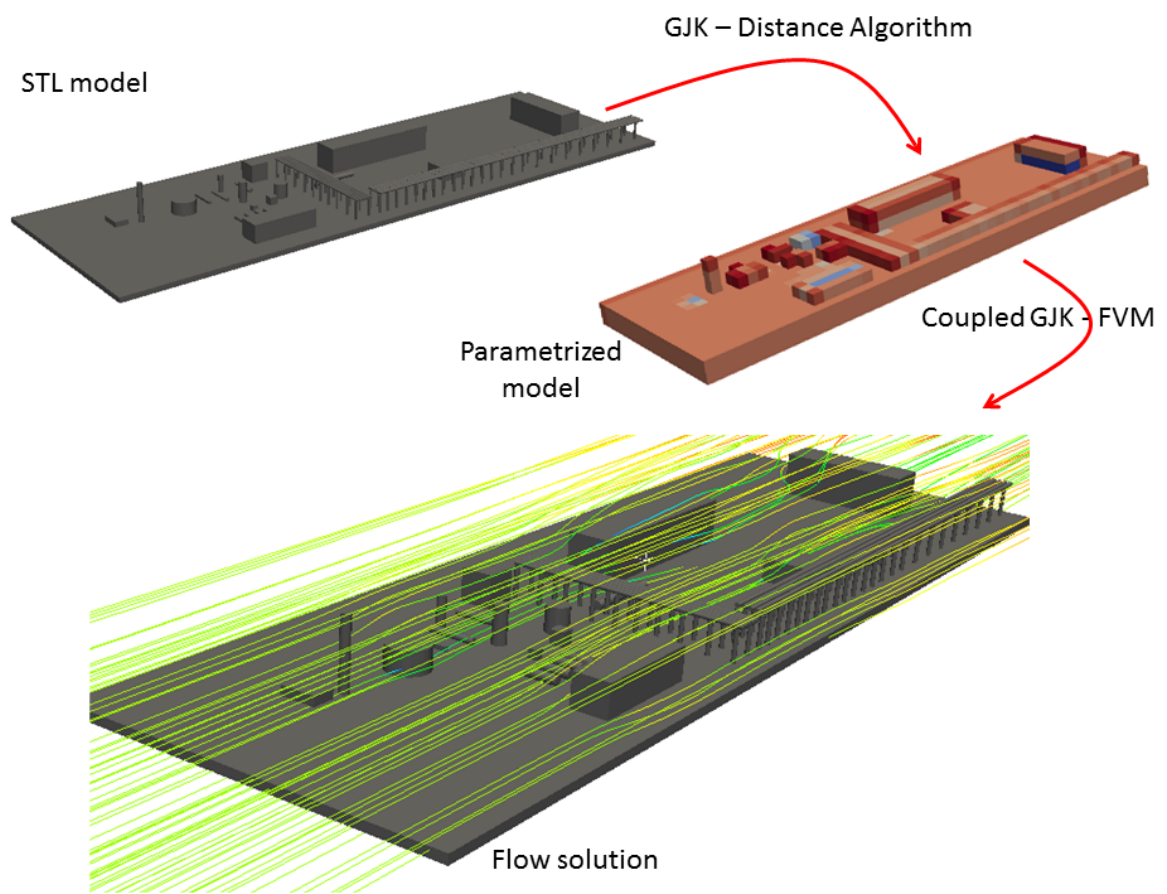 GJK – Distance Algorithm
STL model
Coupled GJK - FVM
Parametrized
model
Flow solution